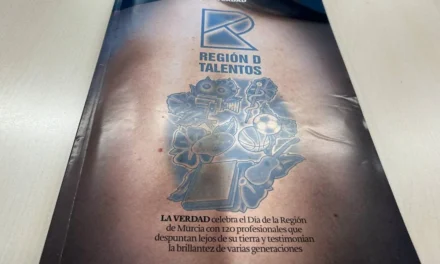 REGIÓN D
TALENTOS
LA VERDAD celebra el Día de la Región
de Murcia con 120 profesionales que
despuntan lejos de su tierra y testimonian
la brillantez de varias generaciones